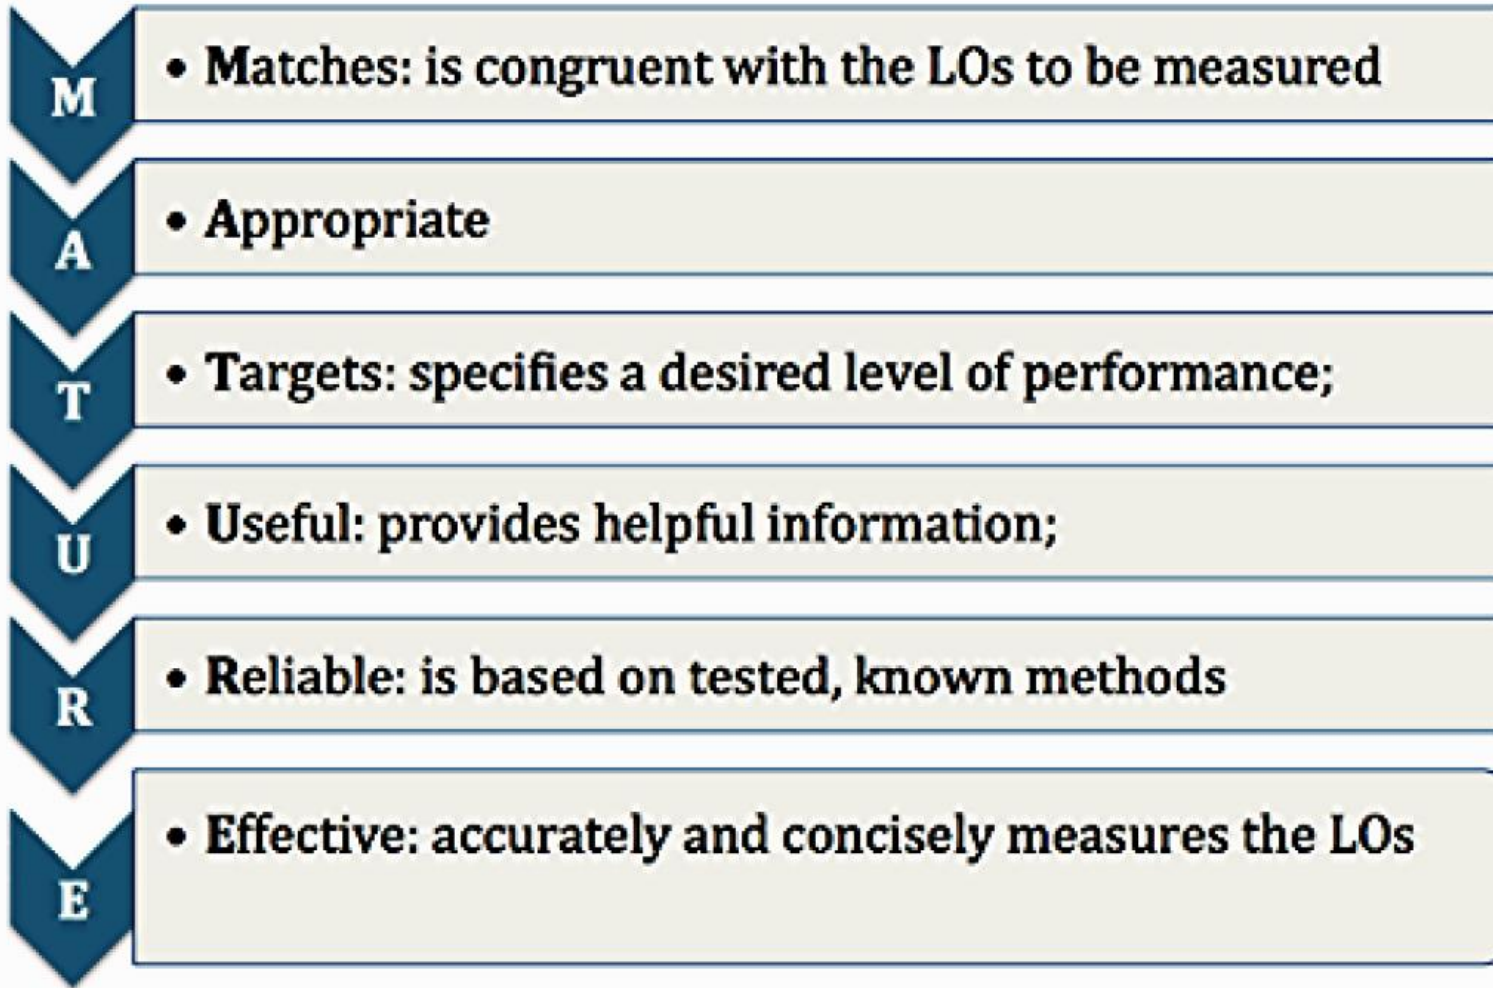 M
• Matches: is congruent with the LOs to be measured
A
• Appropriate
T
• Targets: specifies a desired level of performance;
U
• Useful: provides helpful information;
R
• Reliable: is based on tested, known methods
E
• Effective: accurately and concisely measures the LOs